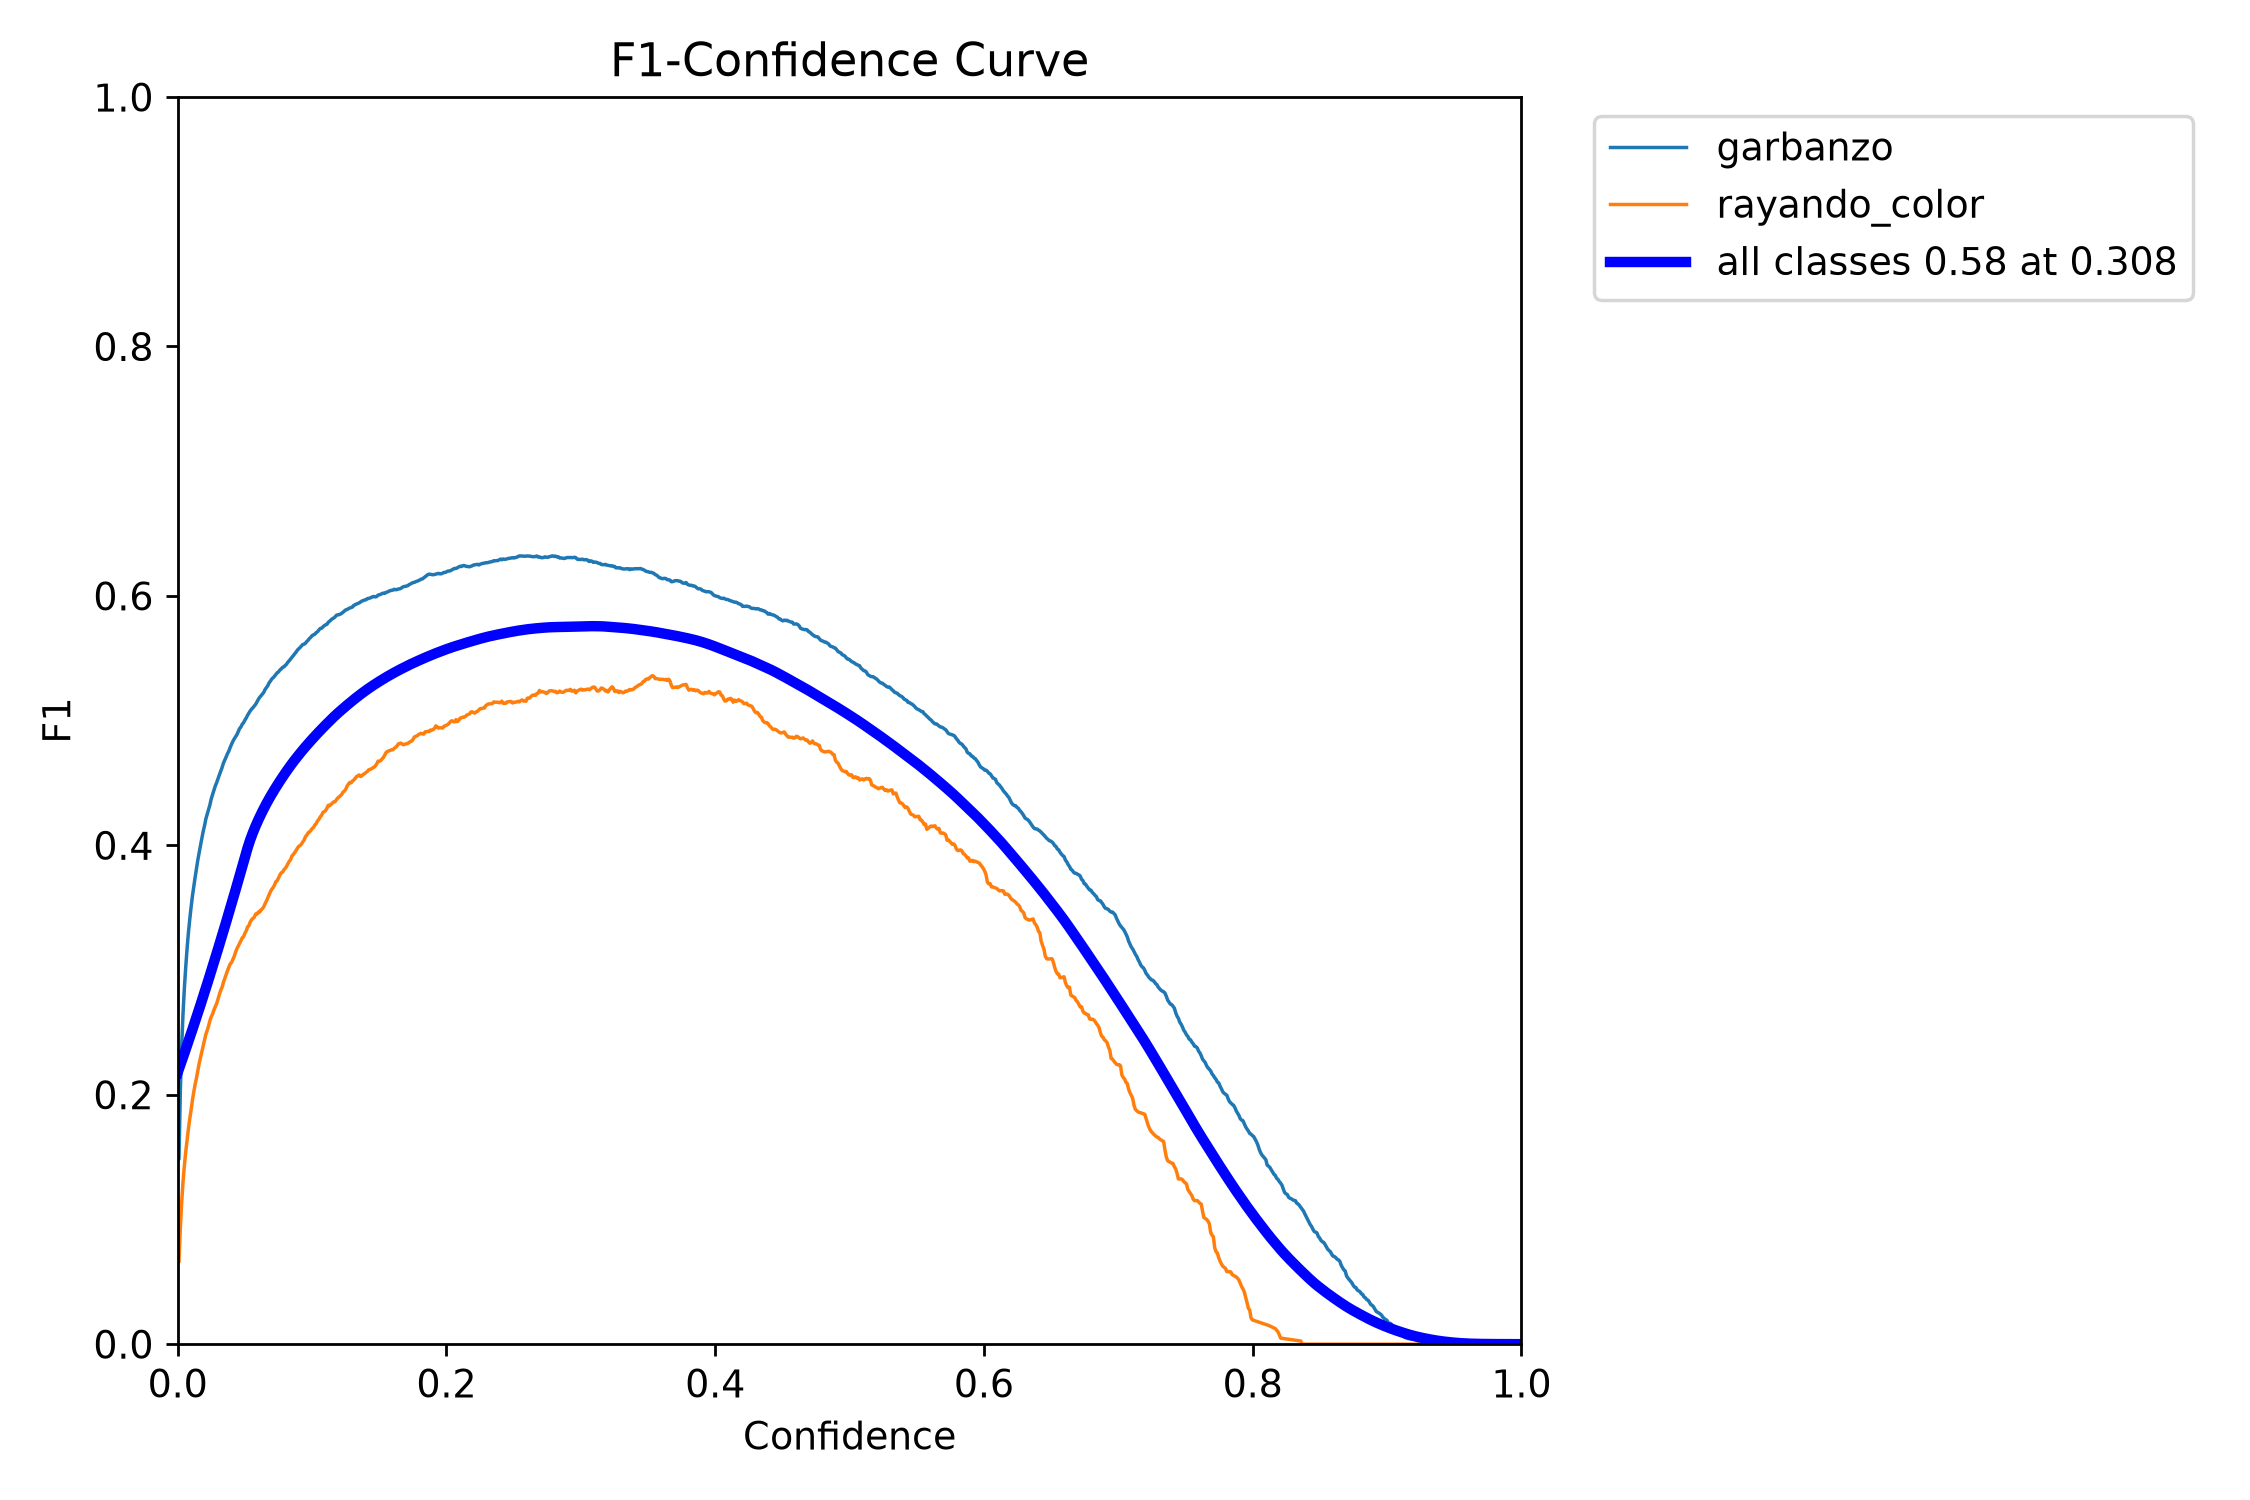 F1-Confidence Curve
1.0
0.8
0.6
0.4
0.2
0.0
F1
0.0 0.2 0.4 0.6 0.8 1.0
Confidence
garbanzo
rayando_color
all classes 0.58 at 0.308